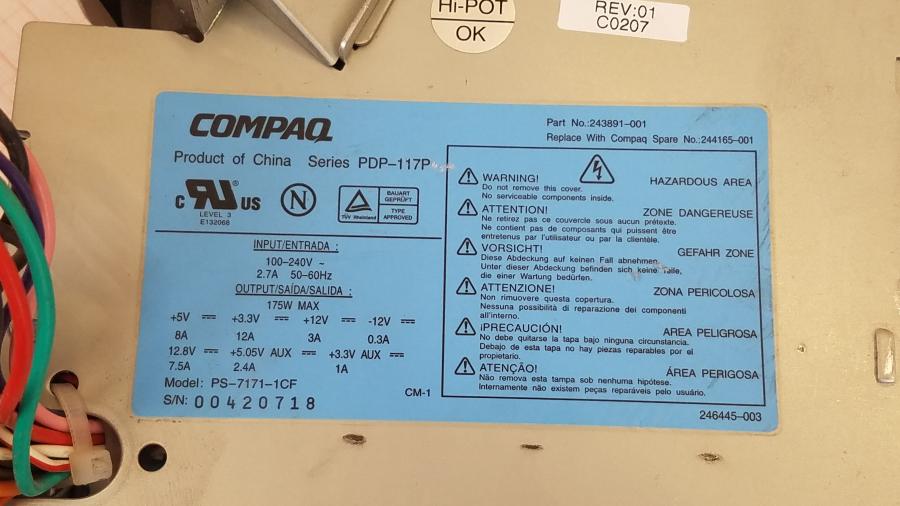 Hi-POT
OK
REV:01
C0207
COMPAQ
Product of China Series PDP-117P
Part No.:243891-001
Replace With Compaq Spare No.:244165-001
c RU US
LEVEL 3
E132068
N
TÜV Rheinland
BAUART
GEPRÜFT
TYPE
APPROVED
INPUT/ENTRADA :
100-240V ~
2.7A 50-60Hz
OUTPUT/SAÍDA/SALIDA :
175W MAX
+5V +3.3V +12V -12V
8A 12A 3A 0.3A
12.8V +5.05V AUX +3.3V AUX
7.5A 2.4A 1A
Model: PS-7171-1CF
S/N: 00420718
CM-1
WARNING!
Do not remove this cover.
No serviceable components inside.
HAZARDOUS AREA
ATTENTION!
Ne retirez pas ce couvercle sous aucun prétexte.
Ne contient pas de composants qui puissent être
entretenus par l'utilisateur ou par la clientèle.
ZONE DANGEREUSE
VORSICHT!
Diese Abdeckung auf keinen Fall abnehmen.
Unter dieser Abdeckung befinden sich keine Teile,
die einer Wartung bedürfen.
GEFAHR ZONE
ATTENZIONE!
Non rimuovere questa copertura.
Nessuna possibilità di reparazione dei componenti
all'interno.
ZONA PERICOLOSA
¡PRECAUCIÓN!
No debe quitarse la tapa bajo ninguna circunstancia.
Debajo de esta tapa no hay piezas reparables por el
propietario.
AREA PELIGROSA
ATENÇÃO!
Não remova esta tampa sob nenhuma hipótese.
Internamente não existem peças reparáveis pelo usuário.
ÁREA PERIGOSA
246445-003